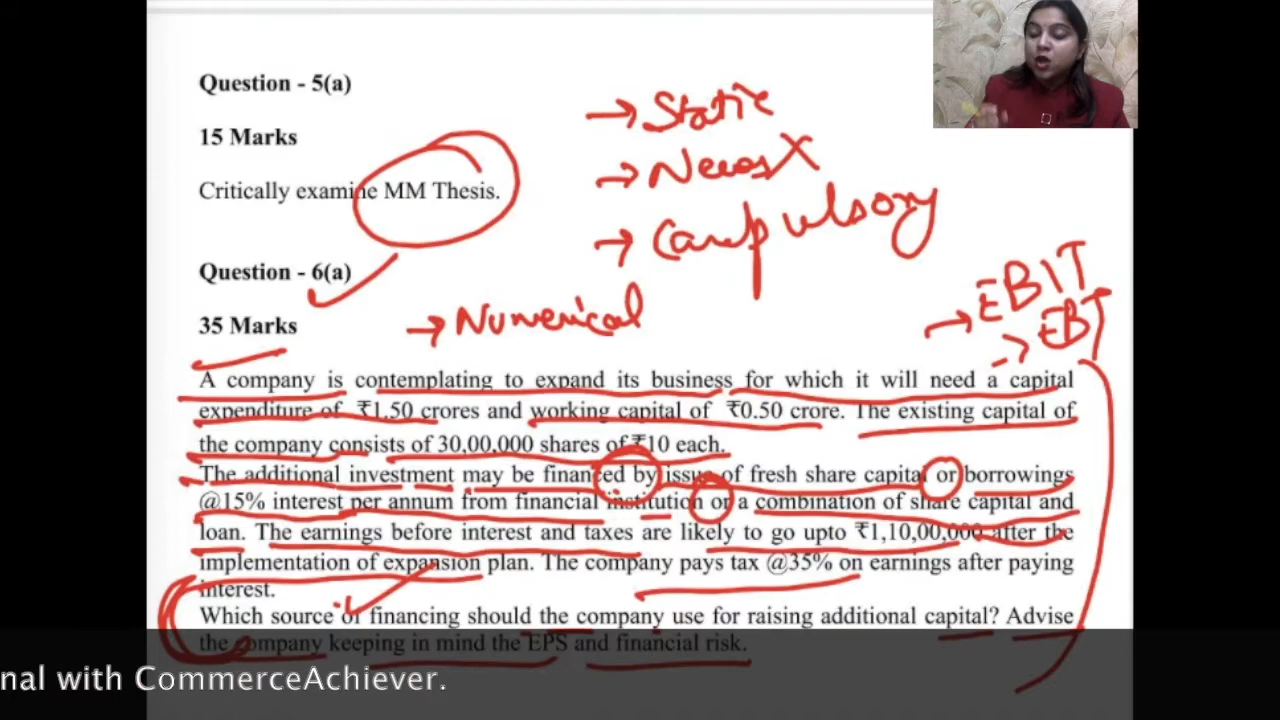 Question - 5(a)
→ Static
15 Marks
→ Neces X
Critically examine MM Thesis.
→ Compulsory
Question - 6(a)
→ EBIT
35 Marks
→ Numerical
→ EBT
A company is contemplating to expand its business for which it will need a capital
expenditure of ₹1.50 crores and working capital of ₹0.50 crore. The existing capital of
the company consists of 30,00,000 shares of ₹10 each.
The additional investment may be financed by issue of fresh share capital or borrowings
@15% interest per annum from financial institution or a combination of share capital and
loan. The earnings before interest and taxes are likely to go upto ₹1,10,00,000 after the
implementation of expansion plan. The company pays tax @35% on earnings after paying
interest.
Which source of financing should the company use for raising additional capital? Advise
the company keeping in mind the EPS and financial risk.
nal with CommerceAchiever.